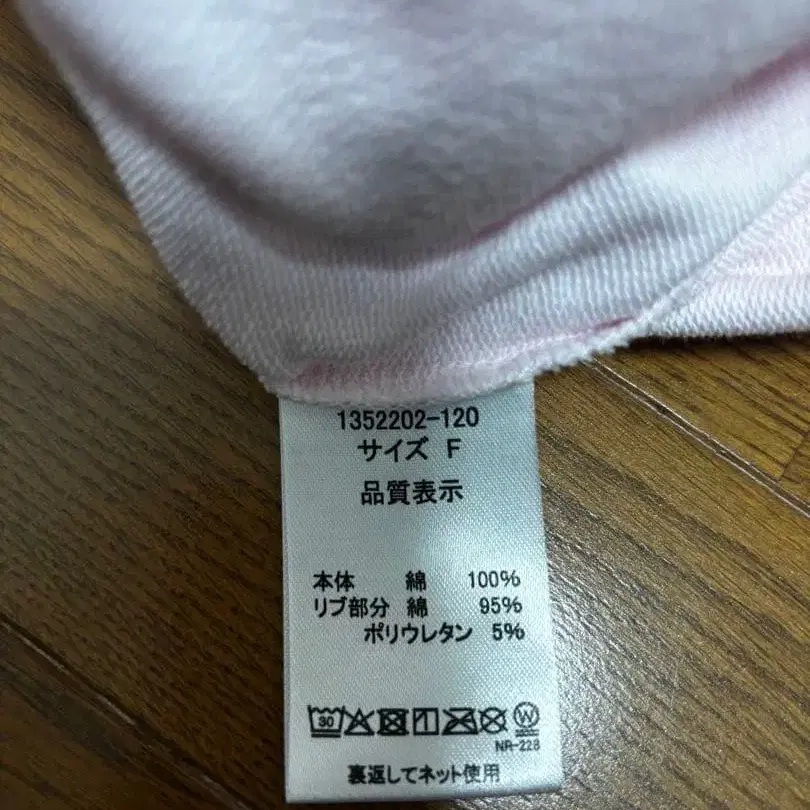 1352202-120
サイズ F
品質表示
本体 綿 100%
リブ部分 綿 95%
ポリウレタン 5%
30 W
NR-228
裏返してネット使用